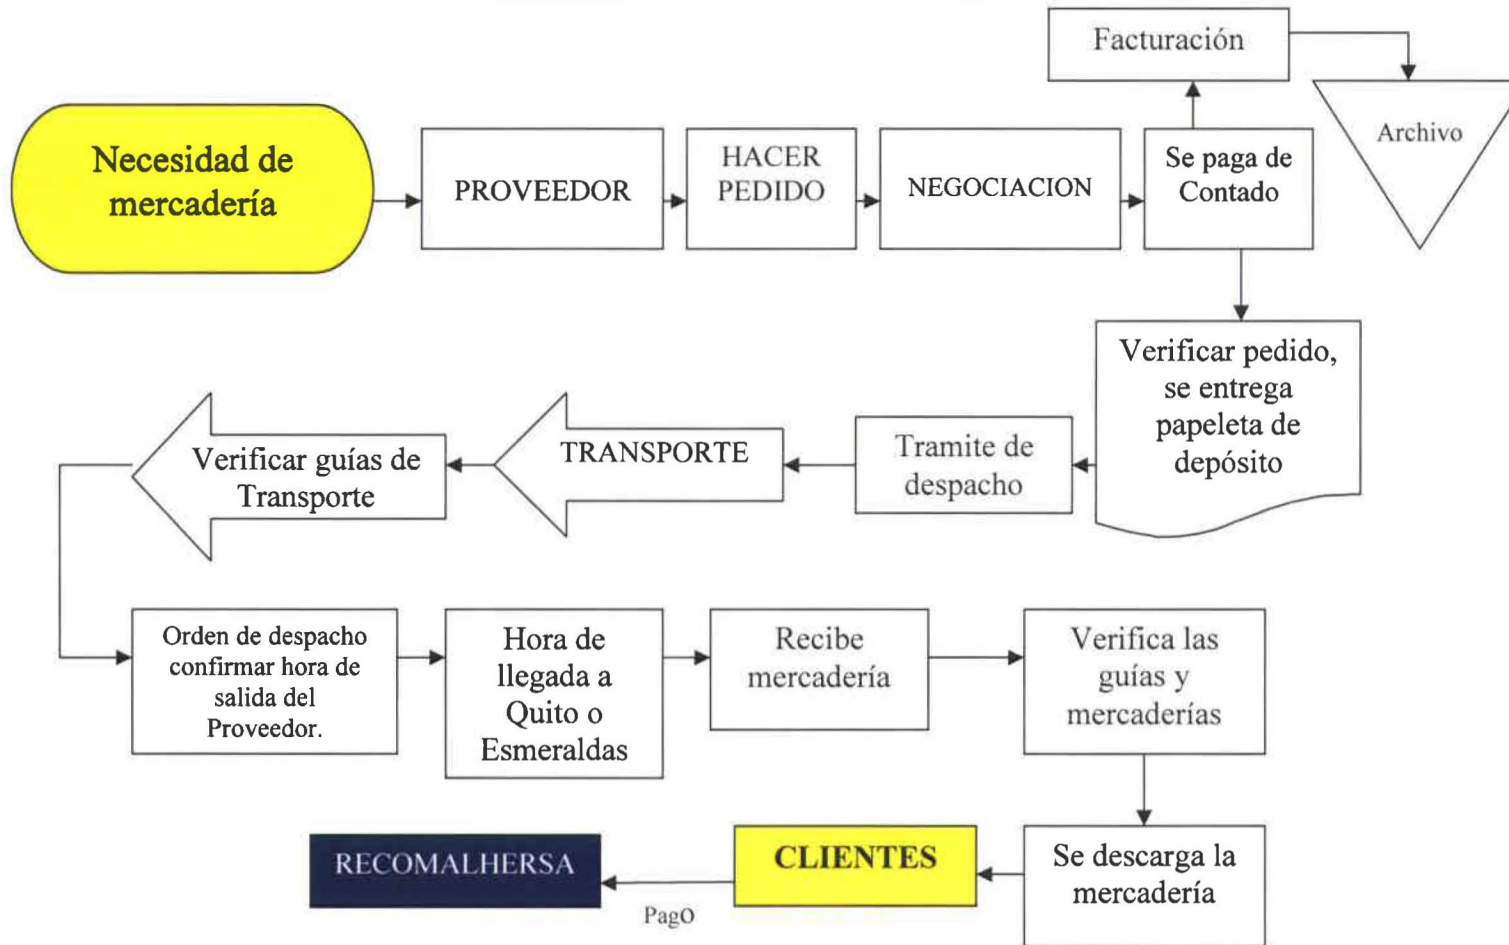 Facturación
Archivo
Necesidad de
mercadería
PROVEEDOR
HACER
PEDIDO
NEGOCIACION
Se paga de
Contado
Verificar pedido,
se entrega
papeleta de
depósito
Tramite de
despacho
TRANSPORTE
Verificar guías de
Transporte
Orden de despacho
confirmar hora de
salida del
Proveedor.
Hora de
llegada a
Quito o
Esmeraldas
Recibe
mercadería
Verifica las
guías y
mercaderías
Se descarga la
mercadería
CLIENTES
PagO
RECOMALHERSA